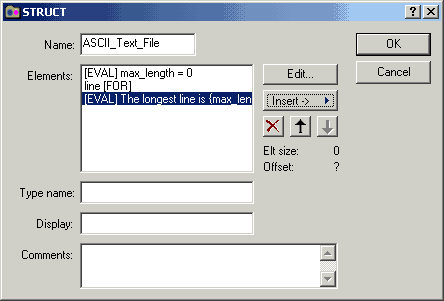 STRUCT
Name: ASCII_Text_File
OK
Cancel
Elements:
[EVAL] max_length = 0
line [FOR]
[EVAL] The longest line is {max_len
Edit...
Insert ->
Elt size: 0
Offset: ?
Type name:
Display:
Comments: